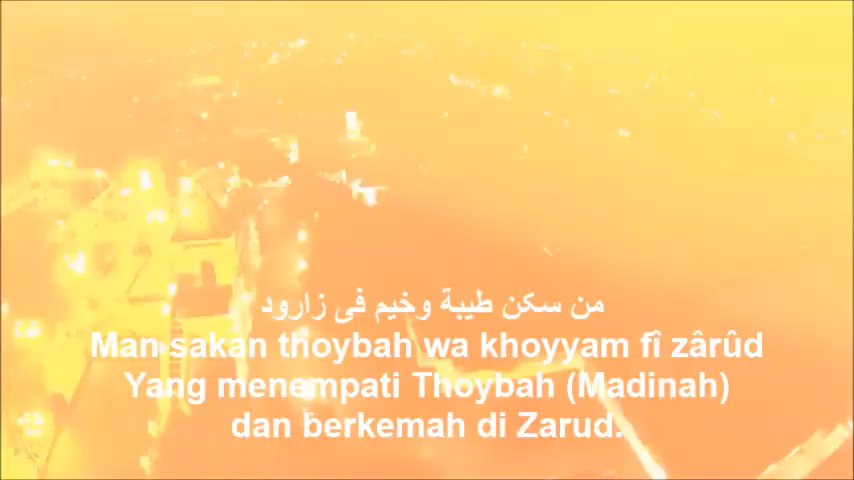 من سكن طيبة وخيم فى زارود
Man sakan thoybah wa khoyyam fî zârûd
Yang menempati Thoybah (Madinah)
dan berkemah di Zarud.